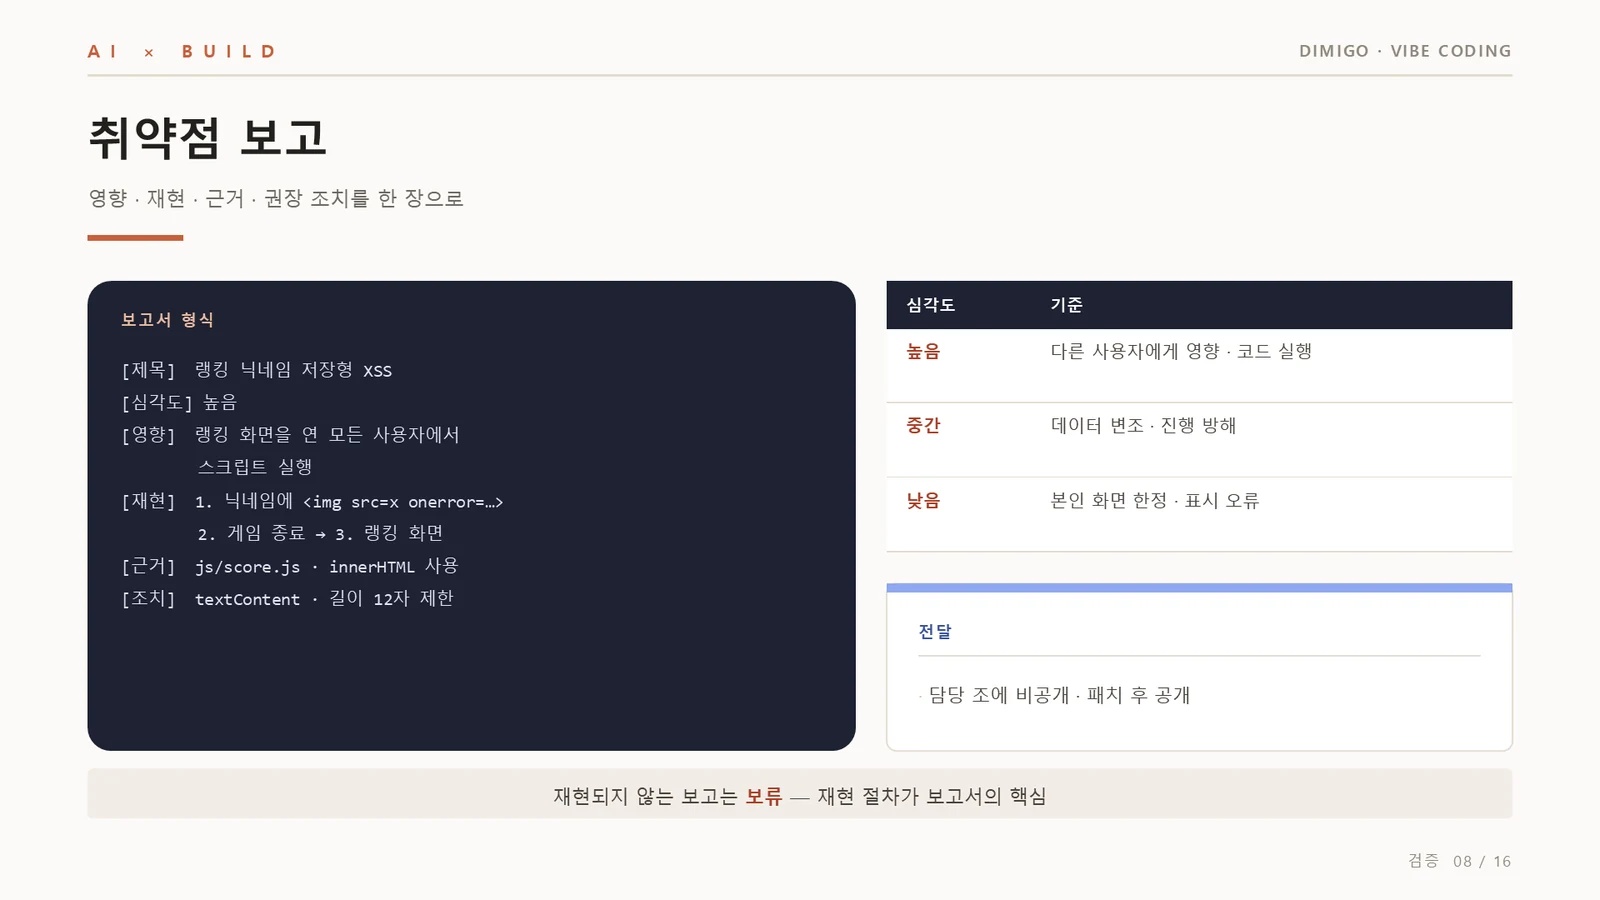 AI × BUILD
DIMIGO · VIBE CODING
취약점 보고
영향 · 재현 · 근거 · 권장 조치를 한 장으로
보고서 형식
[제목] 랭킹 닉네임 저장형 XSS
[심각도] 높음
[영향] 랭킹 화면을 연 모든 사용자에서
스크립트 실행
[재현] 1. 닉네임에 <img src=x onerror=…>
2. 게임 종료 → 3. 랭킹 화면
[근거] js/score.js · innerHTML 사용
[조치] textContent · 길이 12자 제한
심각도 기준
높음 다른 사용자에게 영향 · 코드 실행
중간 데이터 변조 · 진행 방해
낮음 본인 화면 한정 · 표시 오류
전달
· 담당 조에 비공개 · 패치 후 공개
재현되지 않는 보고는 보류 — 재현 절차가 보고서의 핵심
검증 08 / 16